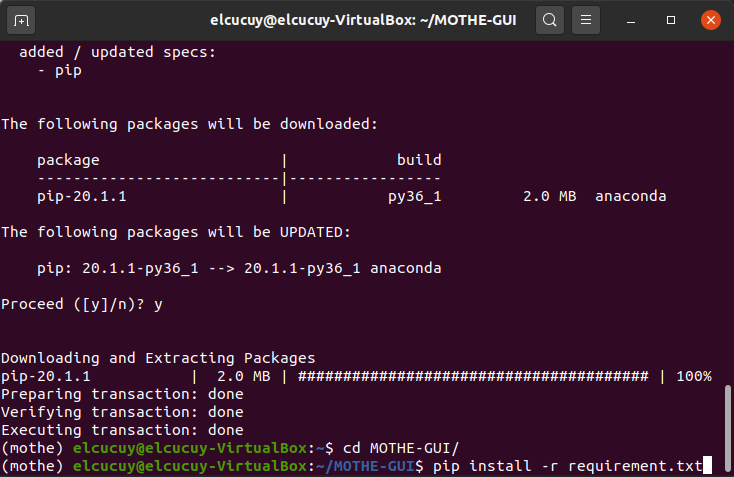 elcucuy@elcucuy-VirtualBox: ~/MOTHE-GUI
added / updated specs:
- pip
The following packages will be downloaded:
package | build
---------------------------|-----------------
pip-20.1.1 | py36_1 2.0 MB anaconda
The following packages will be UPDATED:
pip: 20.1.1-py36_1 --> 20.1.1-py36_1 anaconda
Proceed ([y]/n)? y
Downloading and Extracting Packages
pip-20.1.1 | 2.0 MB | ####################################### | 100%
Preparing transaction: done
Verifying transaction: done
Executing transaction: done
(mothe) elcucuy@elcucuy-VirtualBox:~$ cd MOTHE-GUI/
(mothe) elcucuy@elcucuy-VirtualBox:~/MOTHE-GUI$ pip install -r requirement.txt